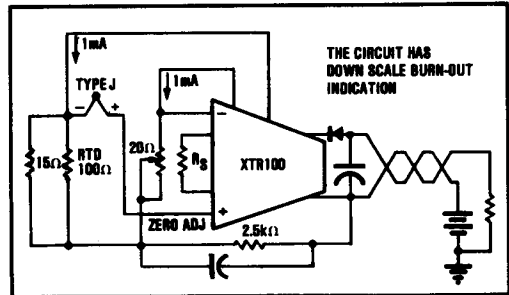 1mA
THE CIRCUIT HAS
DOWN SCALE BURN-OUT
INDICATION
TYPE J
1mA
- +
-
20Ω
15Ω
RTD
100Ω
RS
XTR100
+
ZERO ADJ
2.5kΩ